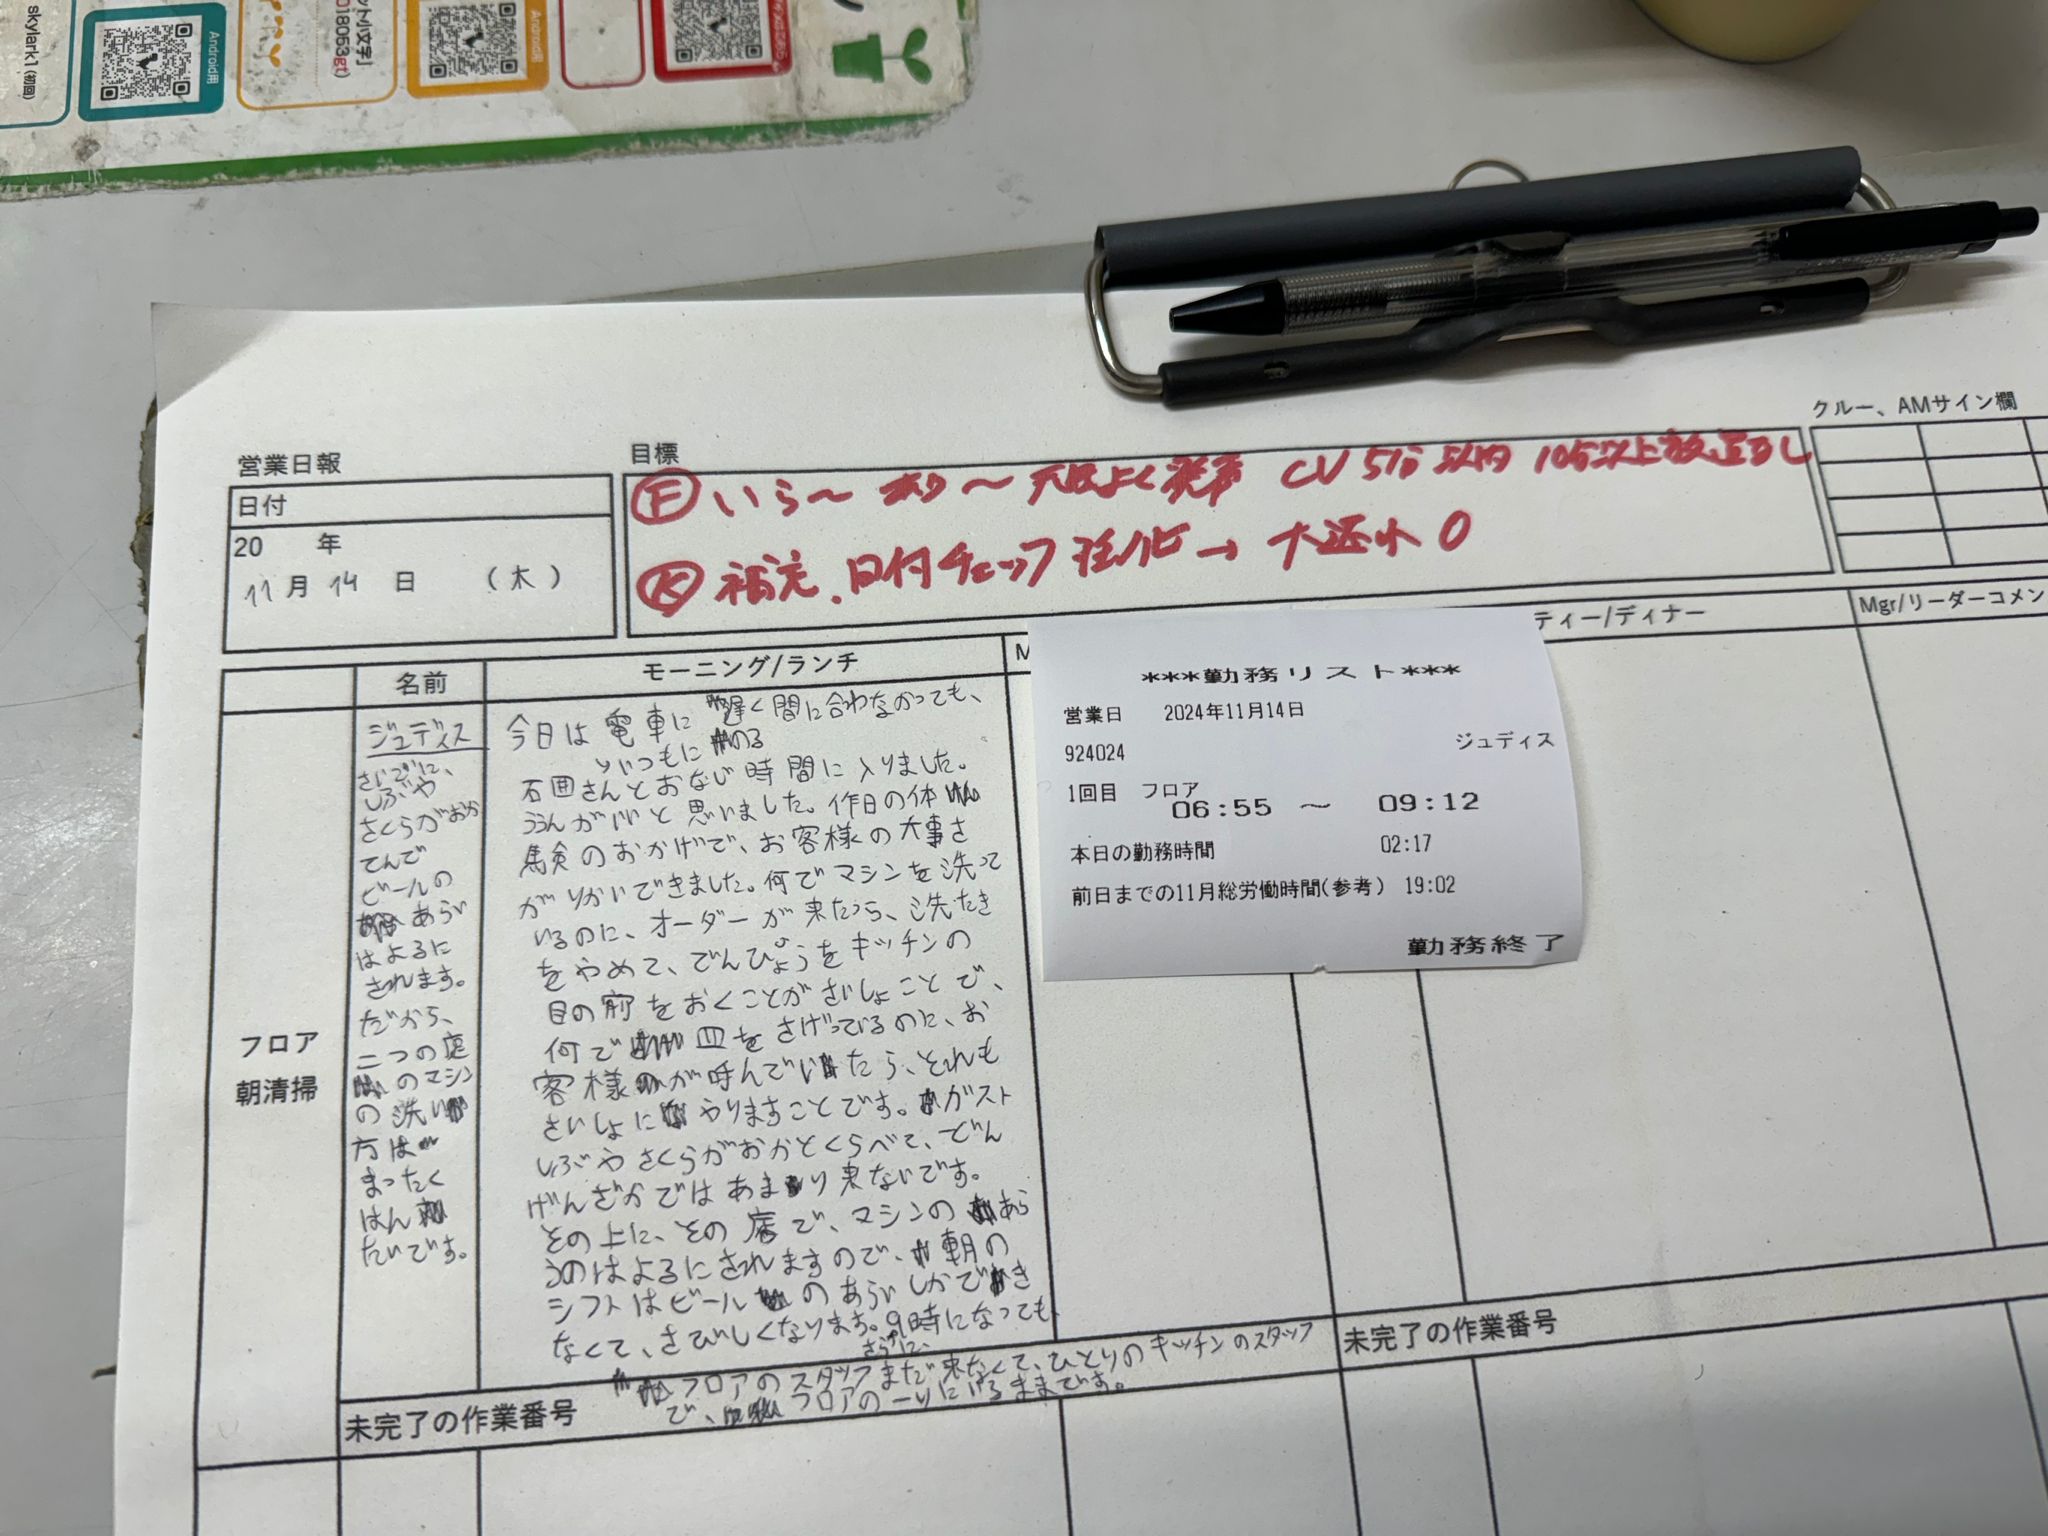 skylark1 (初回)
Android用
ット」(文字)
018063gt)
Android用
営業日報
日付
20 年
11月 14 日 (木)
目標
Ⓕ いら〜 ホク〜 元気よく発声 CU 5分以内 10分以上放置なし
Ⓚ 補充、日付チェック
→ 0
クルー、AMサイン欄
名前
モーニング/ランチ
M
ティー/ディナー
Mgr/リーダーコメン
フロア
朝清掃
ジュディス
さいごに、
しぶや
さくらがおか
てんで
ビールの
あらい
はよるに
されます。
だから、
二つの店
のマシン
の洗い
方は
まったく
はん
たいです。
今日は電車に遅く間に合わなかっても、
いつもにのる
石囲さんとおなじ時間に入りました。
うんがいいと思いました。作日の体
験のおかげで、お客様の大事さ
がりかいできました。何でマシンを洗って
いるのに、オーダーが来たら、洗たき
をやめて、でんぴょうをキッチンの
目の前をおくことがさいしょことで、
何で皿をさげっているのに、お
客様が呼んでいたら、それも
さいしょにやりますことです。ガスト
しぶやさくらがおかとくらべて、でん
げんざかではあまり来ないです。
その上に、その店で、マシンのあら
うのはよるにされますので、朝の
シフトはビールのあらいしかでき
なくて、さびしくなります。9時になっても、
さらに、
フロアのスタッフまだ来なくて、ひとりのキッチンのスタッフ
で、フロアの一りにいるままです。
未完了の作業番号
未完了の作業番号
***勤務リスト***
営業日 2024年11月14日
924024 ジュディス
1回目 フロア
06:55 〜 09:12
本日の勤務時間 02:17
前日までの11月総労働時間(参考) 19:02
勤務終了